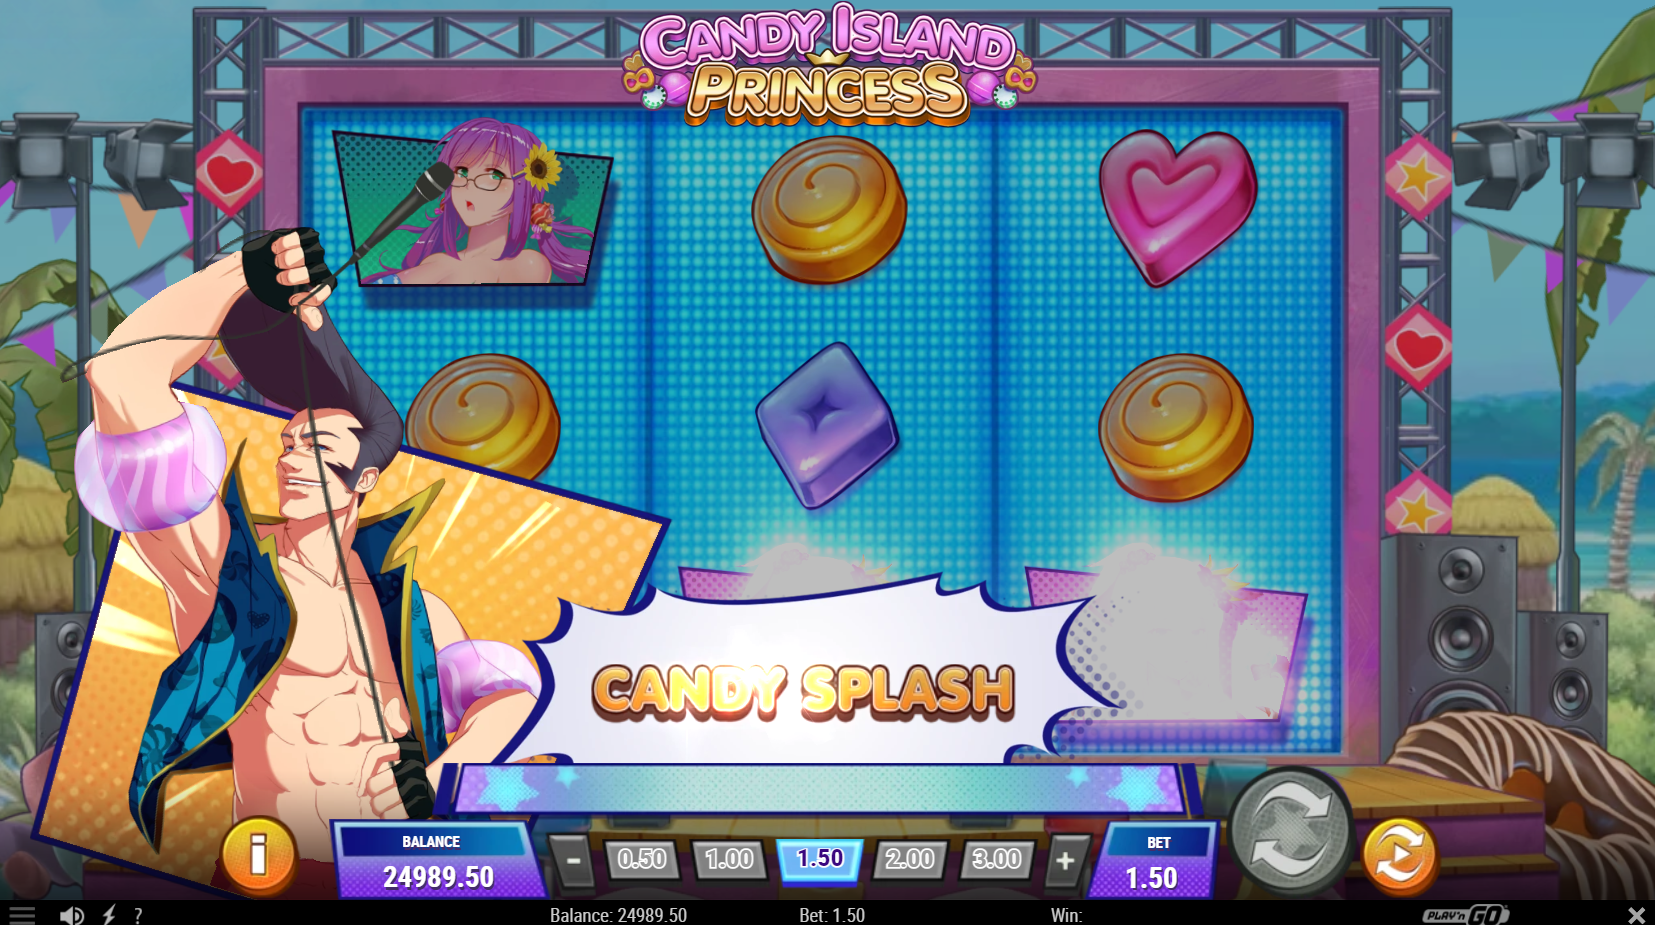 CANDY ISLAND
PRINCESS
CANDY SPLASH
BALANCE
24989.50
- 0.50 1.00 1.50 2.00 3.00 +
BET
1.50
i
?
Balance: 24989.50 Bet: 1.50 Win:
PLAY'n GO